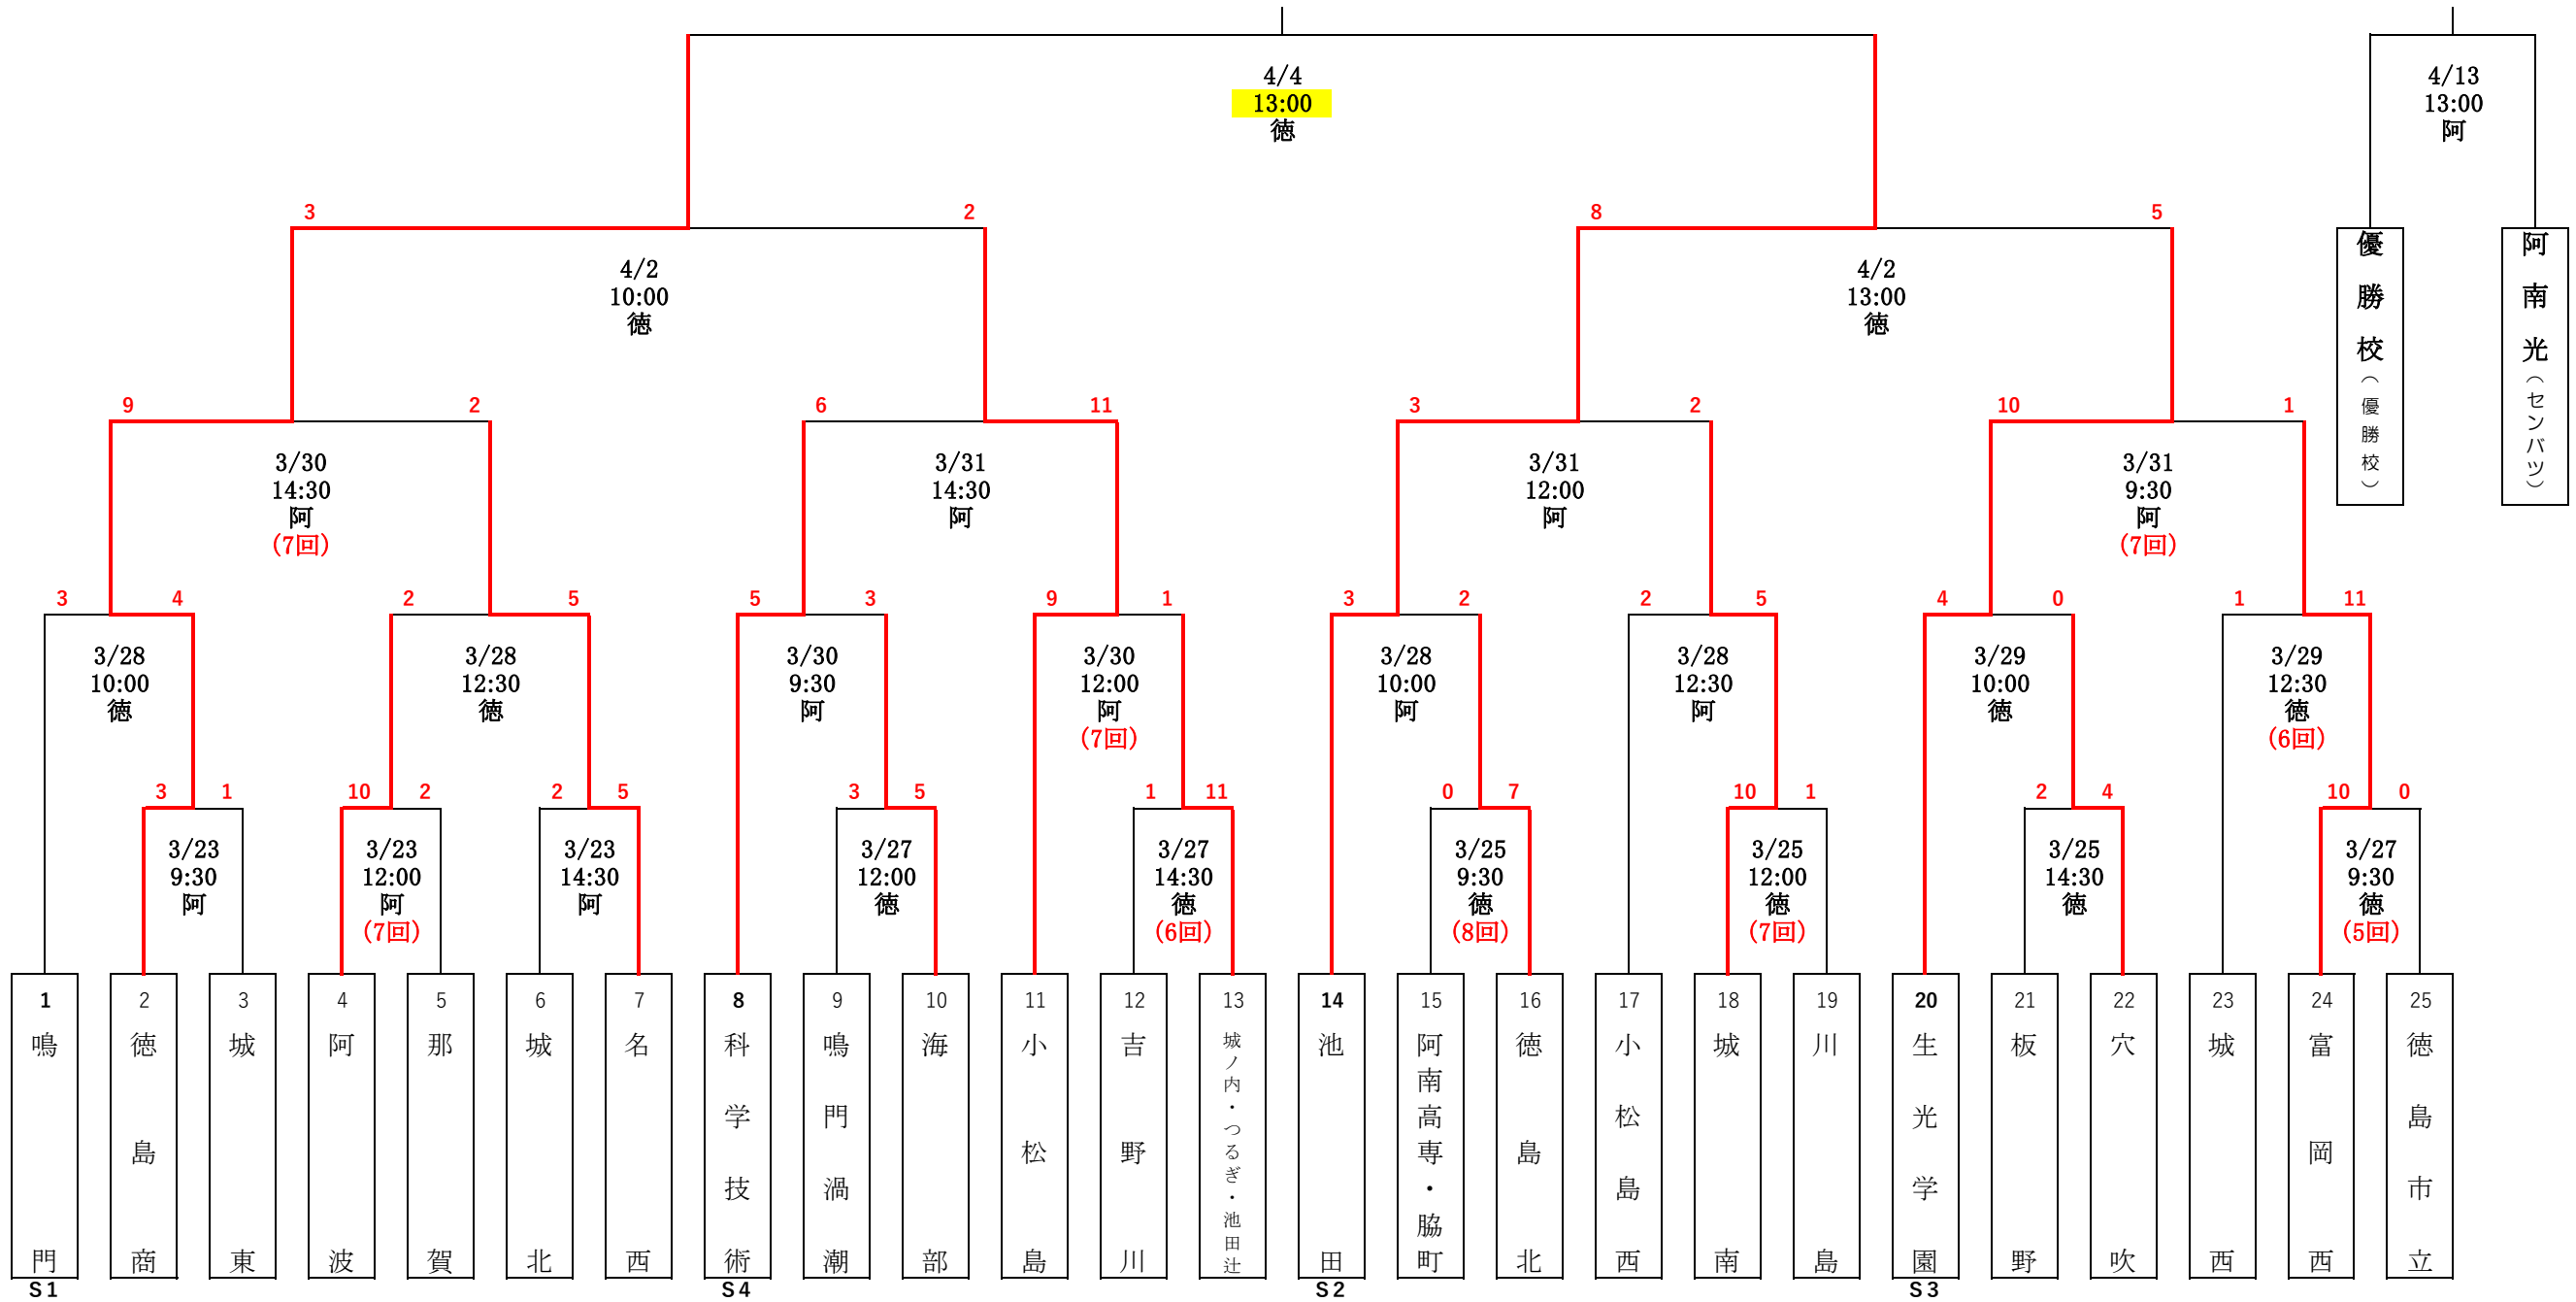 4/4
13:00
徳
4/13
13:00
阿
3
2
8
5
4/2
10:00
徳
4/2
13:00
徳
優勝校(優勝校)
阿南光(センバツ)
9
2
6
11
3
2
10
1
3/30
14:30
阿
(7回)
3/31
14:30
阿
3/31
12:00
阿
3/31
9:30
阿
(7回)
3
4
2
5
5
3
9
1
3
2
2
5
4
0
1
11
3/28
10:00
徳
3/28
12:30
徳
3/30
9:30
阿
3/30
12:00
阿
(7回)
3/28
10:00
阿
3/28
12:30
阿
3/29
10:00
徳
3/29
12:30
徳
(6回)
3
1
10
2
2
5
3
5
1
11
0
7
10
1
2
4
10
0
3/23
9:30
阿
3/23
12:00
阿
(7回)
3/23
14:30
阿
3/27
12:00
徳
3/27
14:30
徳
(6回)
3/25
9:30
徳
(8回)
3/25
12:00
徳
(7回)
3/25
14:30
徳
3/27
9:30
徳
(5回)
1
鳴門
S1
2
徳島商
3
城東
4
阿波
5
那賀
6
城北
7
名西
8
科学技術
S4
9
鳴門渦潮
10
海部
11
小松島
12
吉野川
13
城ノ内・つるぎ・池田辻
14
池田
S2
15
阿南高専・脇町
16
徳島北
17
小松島西
18
城南
19
川島
20
生光学園
S3
21
板野
22
穴吹
23
城西
24
富岡西
25
徳島市立